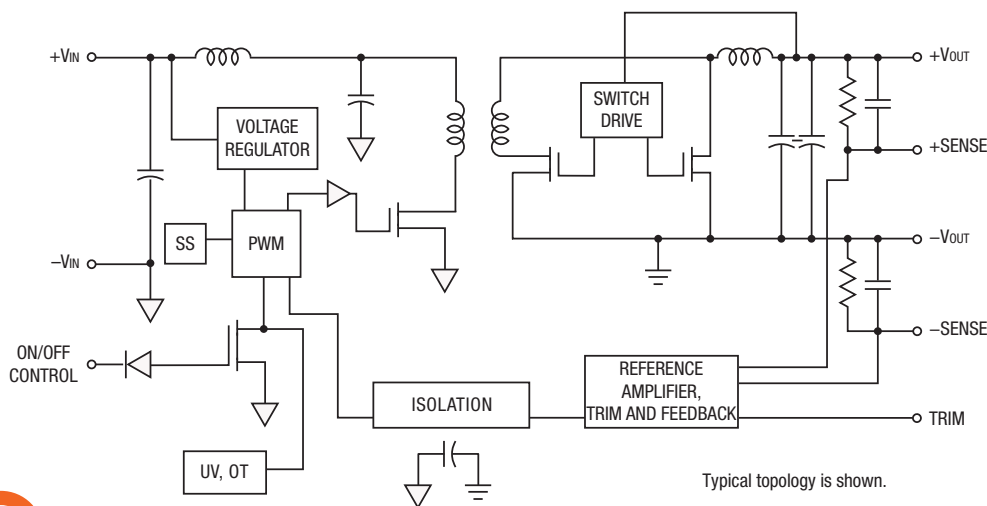 +VIN
VOLTAGE
REGULATOR
SWITCH
DRIVE
+VOUT
+SENSE
SS
PWM
−VIN
−VOUT
−SENSE
ON/OFF
CONTROL
ISOLATION
REFERENCE
AMPLIFIER,
TRIM AND FEEDBACK
TRIM
UV, OT
Typical topology is shown.